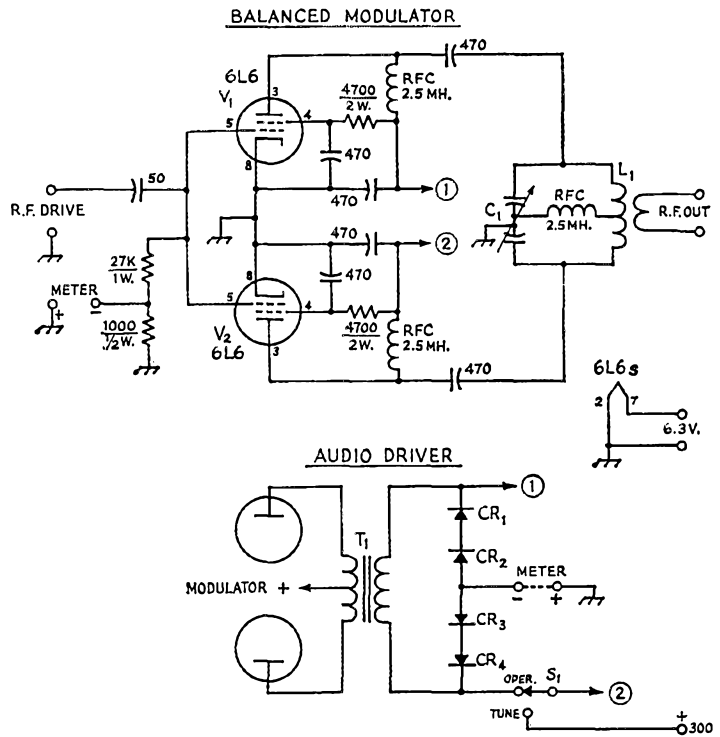 BALANCED MODULATOR
470
6L6
V1
3
4700
2W.
RFC
2.5 MH.
5
4
470
8
50
470
1
R.F. DRIVE
L1
C1
RFC
2.5 MH.
R.F. OUT
470
2
27K
1W.
8
470
METER
+
-
5
4
1000
1/2W.
V2
6L6
3
4700
2W.
RFC
2.5 MH.
470
6L6s
2
7
6.3V.
AUDIO DRIVER
1
CR1
T1
CR2
MODULATOR +
METER
-
+
CR3
CR4
OPER.
S1
2
TUNE
+
300